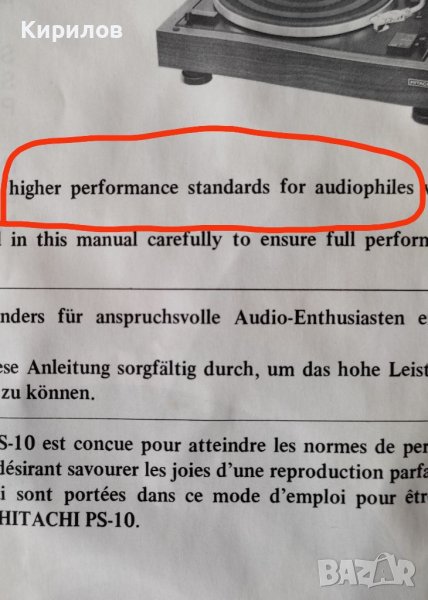 Кирилов
HITACHI
higher performance standards for audiophiles
l in this manual carefully to ensure full perform
nders für anspruchsvolle Audio-Enthusiasten e
ese Anleitung sorgfältig durch, um das hohe Leist
zu können.
S-10 est concue pour atteindre les normes de per
désirant savourer les joies d'une reproduction parfa
i sont portées dans ce mode d'emploi pour êtr
HITACHI PS-10.
BAZAR